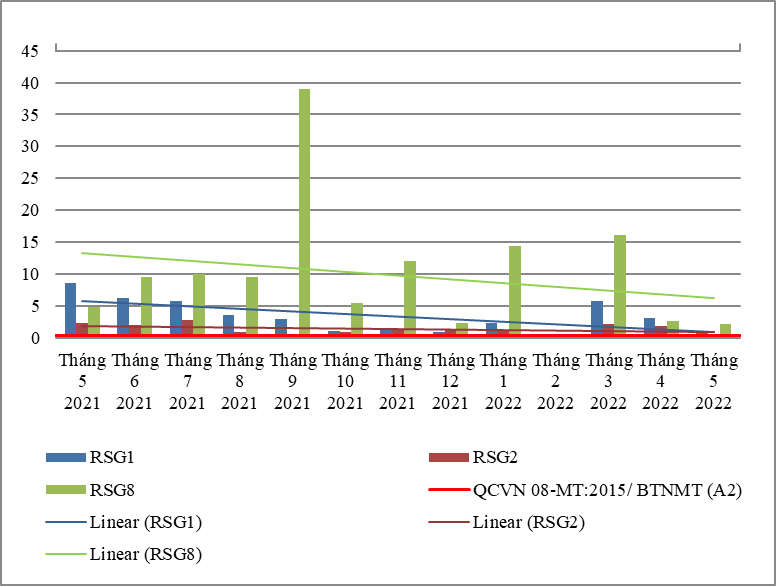 45
40
35
30
25
20
15
10
5
0
Tháng Tháng Tháng Tháng Tháng Tháng Tháng Tháng Tháng Tháng Tháng Tháng Tháng
5 6 7 8 9 10 11 12 1 2 3 4 5
2021 2021 2021 2021 2021 2021 2021 2021 2022 2022 2022 2022 2022
RSG1 RSG2
RSG8 QCVN 08-MT:2015/ BTNMT (A2)
Linear (RSG1) Linear (RSG2)
Linear (RSG8)